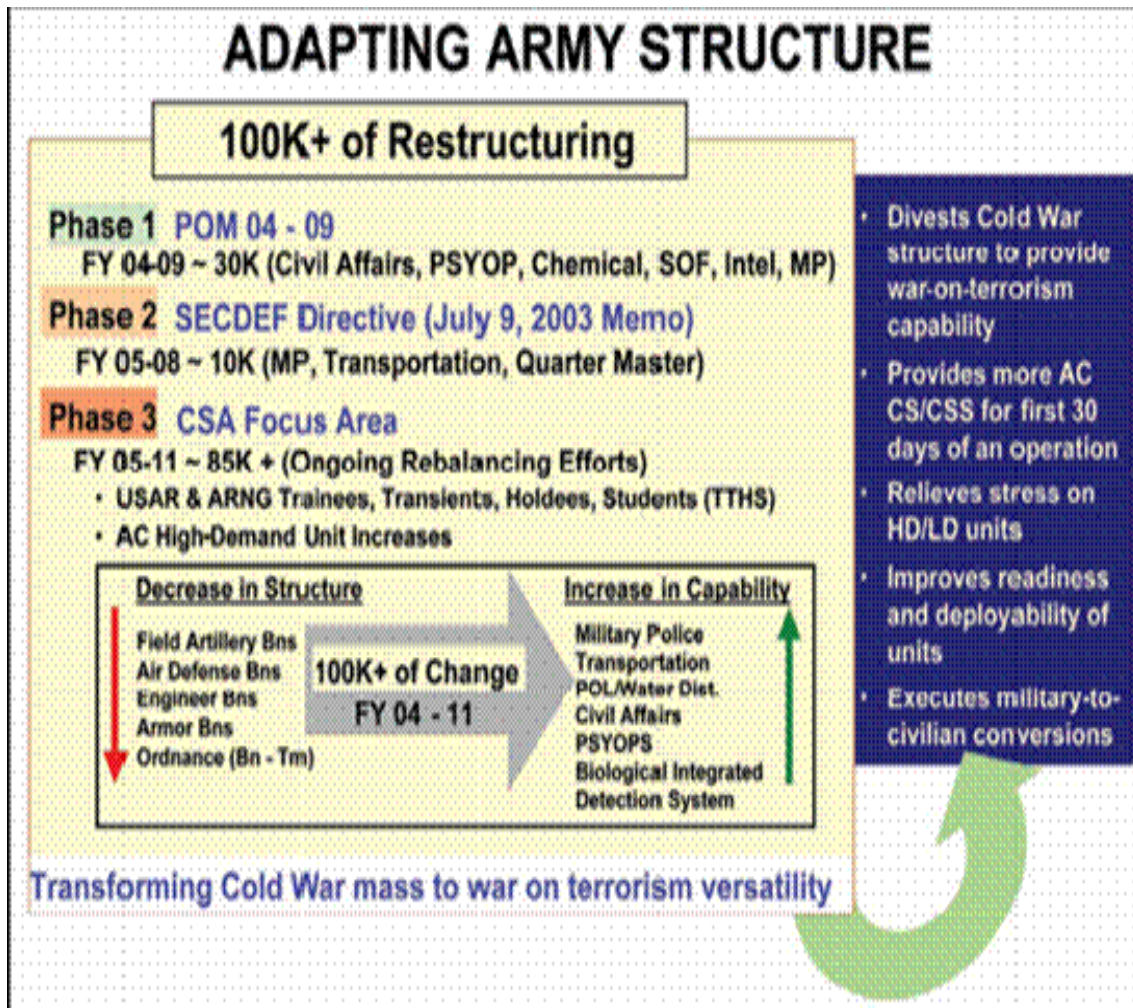 ADAPTING ARMY STRUCTURE
100K+ of Restructuring
Phase 1 POM 04 - 09
FY 04-09 ~ 30K (Civil Affairs, PSYOP, Chemical, SOF, Intel, MP)
Phase 2 SECDEF Directive (July 9, 2003 Memo)
FY 05-08 ~ 10K (MP, Transportation, Quarter Master)
Phase 3 CSA Focus Area
FY 05-11 ~ 85K + (Ongoing Rebalancing Efforts)
• USAR & ARNG Trainees, Transients, Holdees, Students (TTHS)
• AC High-Demand Unit Increases
Decrease in Structure
Field Artillery Bns
Air Defense Bns
Engineer Bns
Armor Bns
Ordnance (Bn - Tm)
100K+ of Change
FY 04 - 11
Increase in Capability
Military Police
Transportation
POL/Water Dist.
Civil Affairs
PSYOPS
Biological Integrated
Detection System
Transforming Cold War mass to war on terrorism versatility
• Divests Cold War
structure to provide
war-on-terrorism
capability
• Provides more AC
CS/CSS for first 30
days of an operation
• Relieves stress on
HD/LD units
• Improves readiness
and deployability of
units
• Executes military-to-
civilian conversions